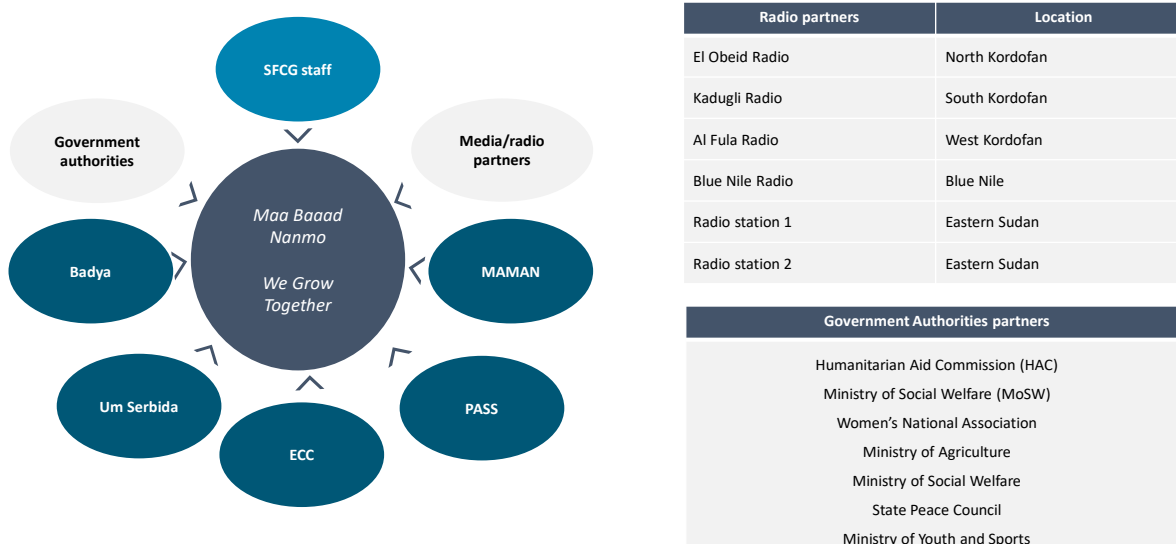 SFCG staff
Government
authorities
Media/radio
partners
Maa Baaad
Nanmo
We Grow
Together
Badya
MAMAN
Um Serbida
PASS
ECC
Radio partners Location
El Obeid Radio North Kordofan
Kadugli Radio South Kordofan
Al Fula Radio West Kordofan
Blue Nile Radio Blue Nile
Radio station 1 Eastern Sudan
Radio station 2 Eastern Sudan
Government Authorities partners
Humanitarian Aid Commission (HAC)
Ministry of Social Welfare (MoSW)
Women's National Association
Ministry of Agriculture
Ministry of Social Welfare
State Peace Council
Ministry of Youth and Sports